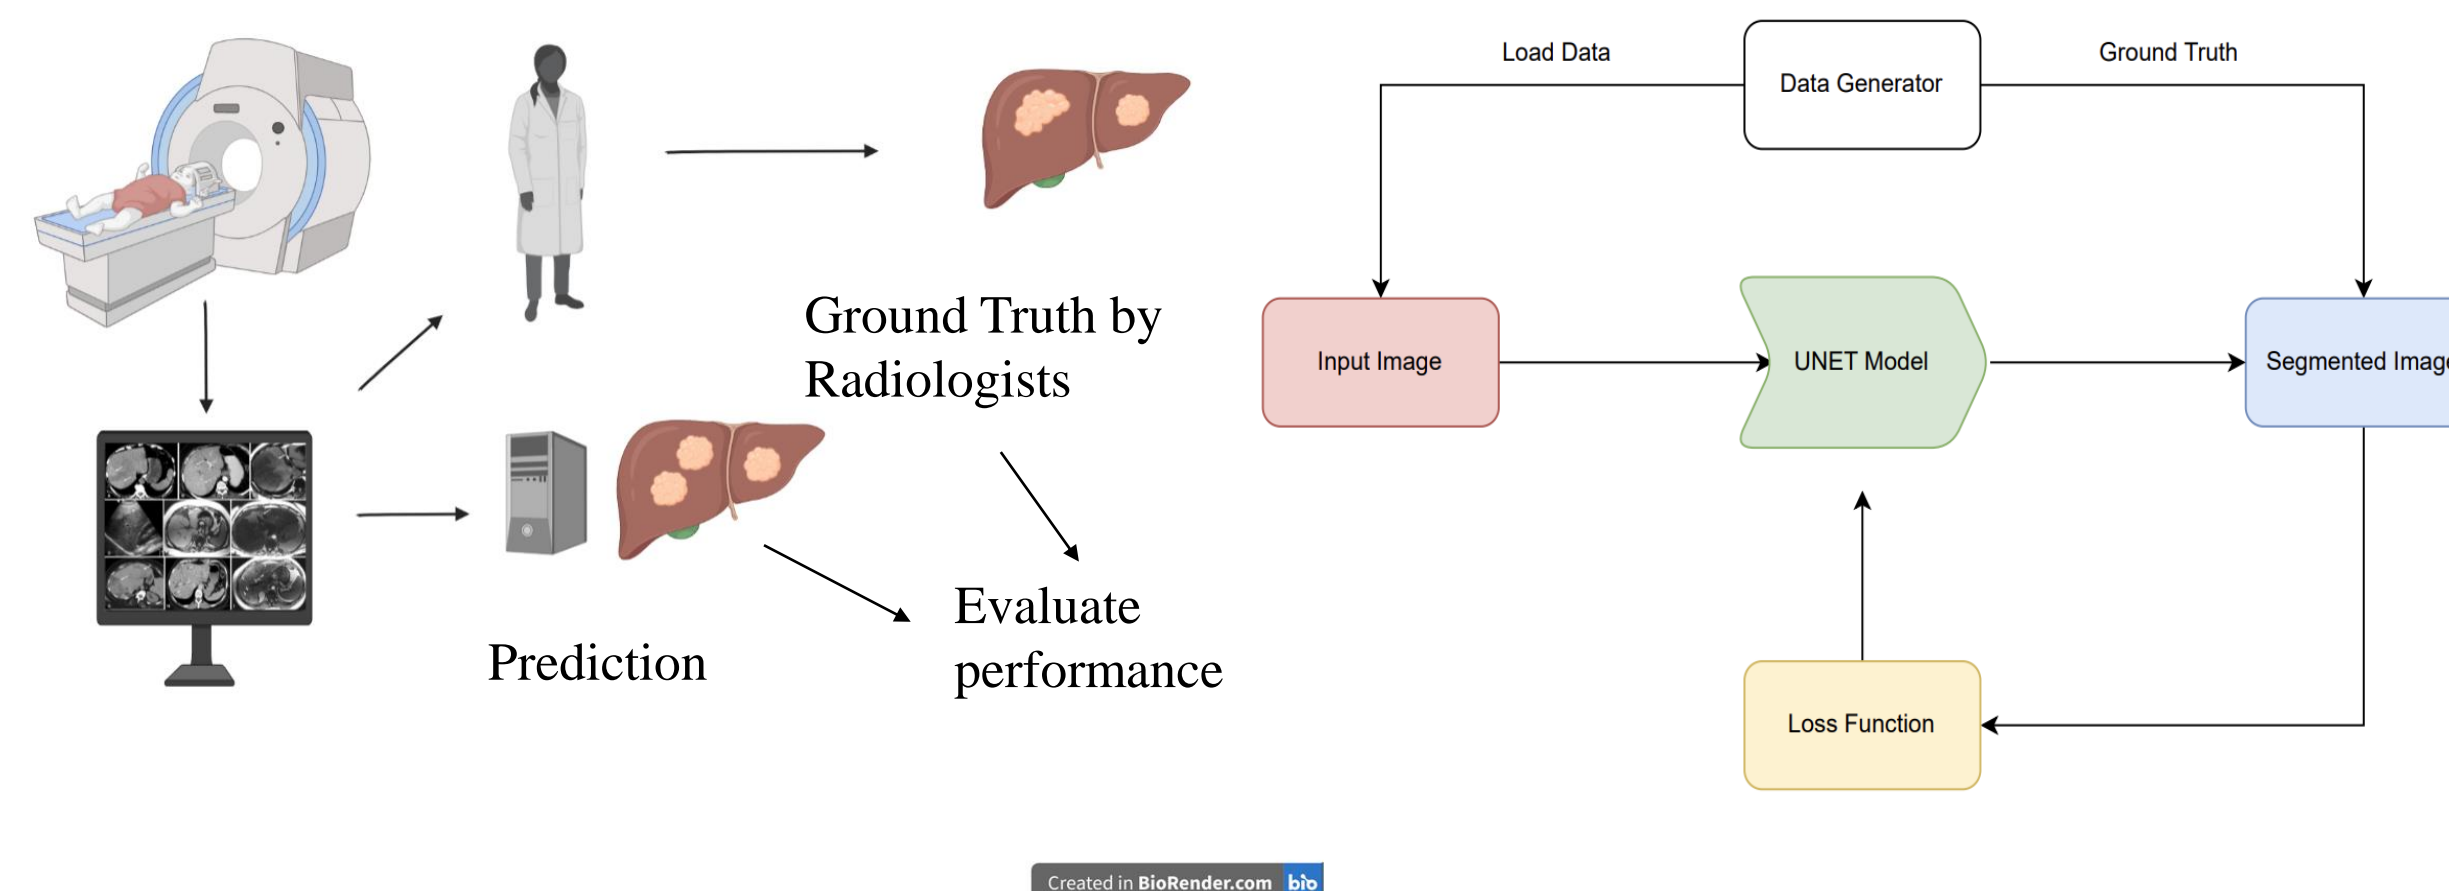 Ground Truth by
Radiologists
Prediction
Evaluate
performance
Load Data
Data Generator
Ground Truth
Input Image
UNET Model
Segmented Image
Loss Function
Created in BioRender.com bio